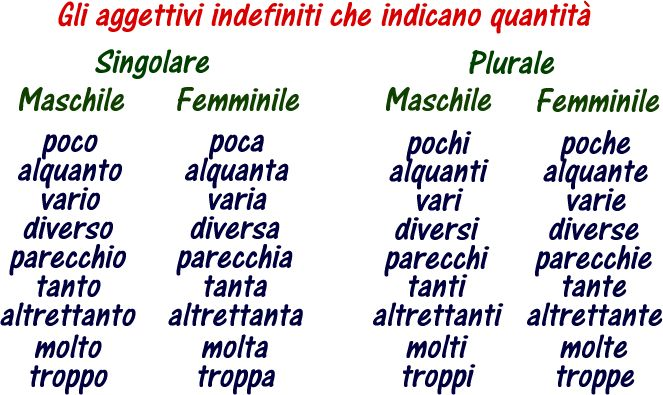 Gli aggettivi indefiniti che indicano quantità
Singolare Plurale
Maschile Femminile Maschile Femminile
poco poca pochi poche
alquanto alquanta alquanti alquante
vario varia vari varie
diverso diversa diversi diverse
parecchio parecchia parecchi parecchie
tanto tanta tanti tante
altrettanto altrettanta altrettanti altrettante
molto molta molti molte
troppo troppa troppi troppe